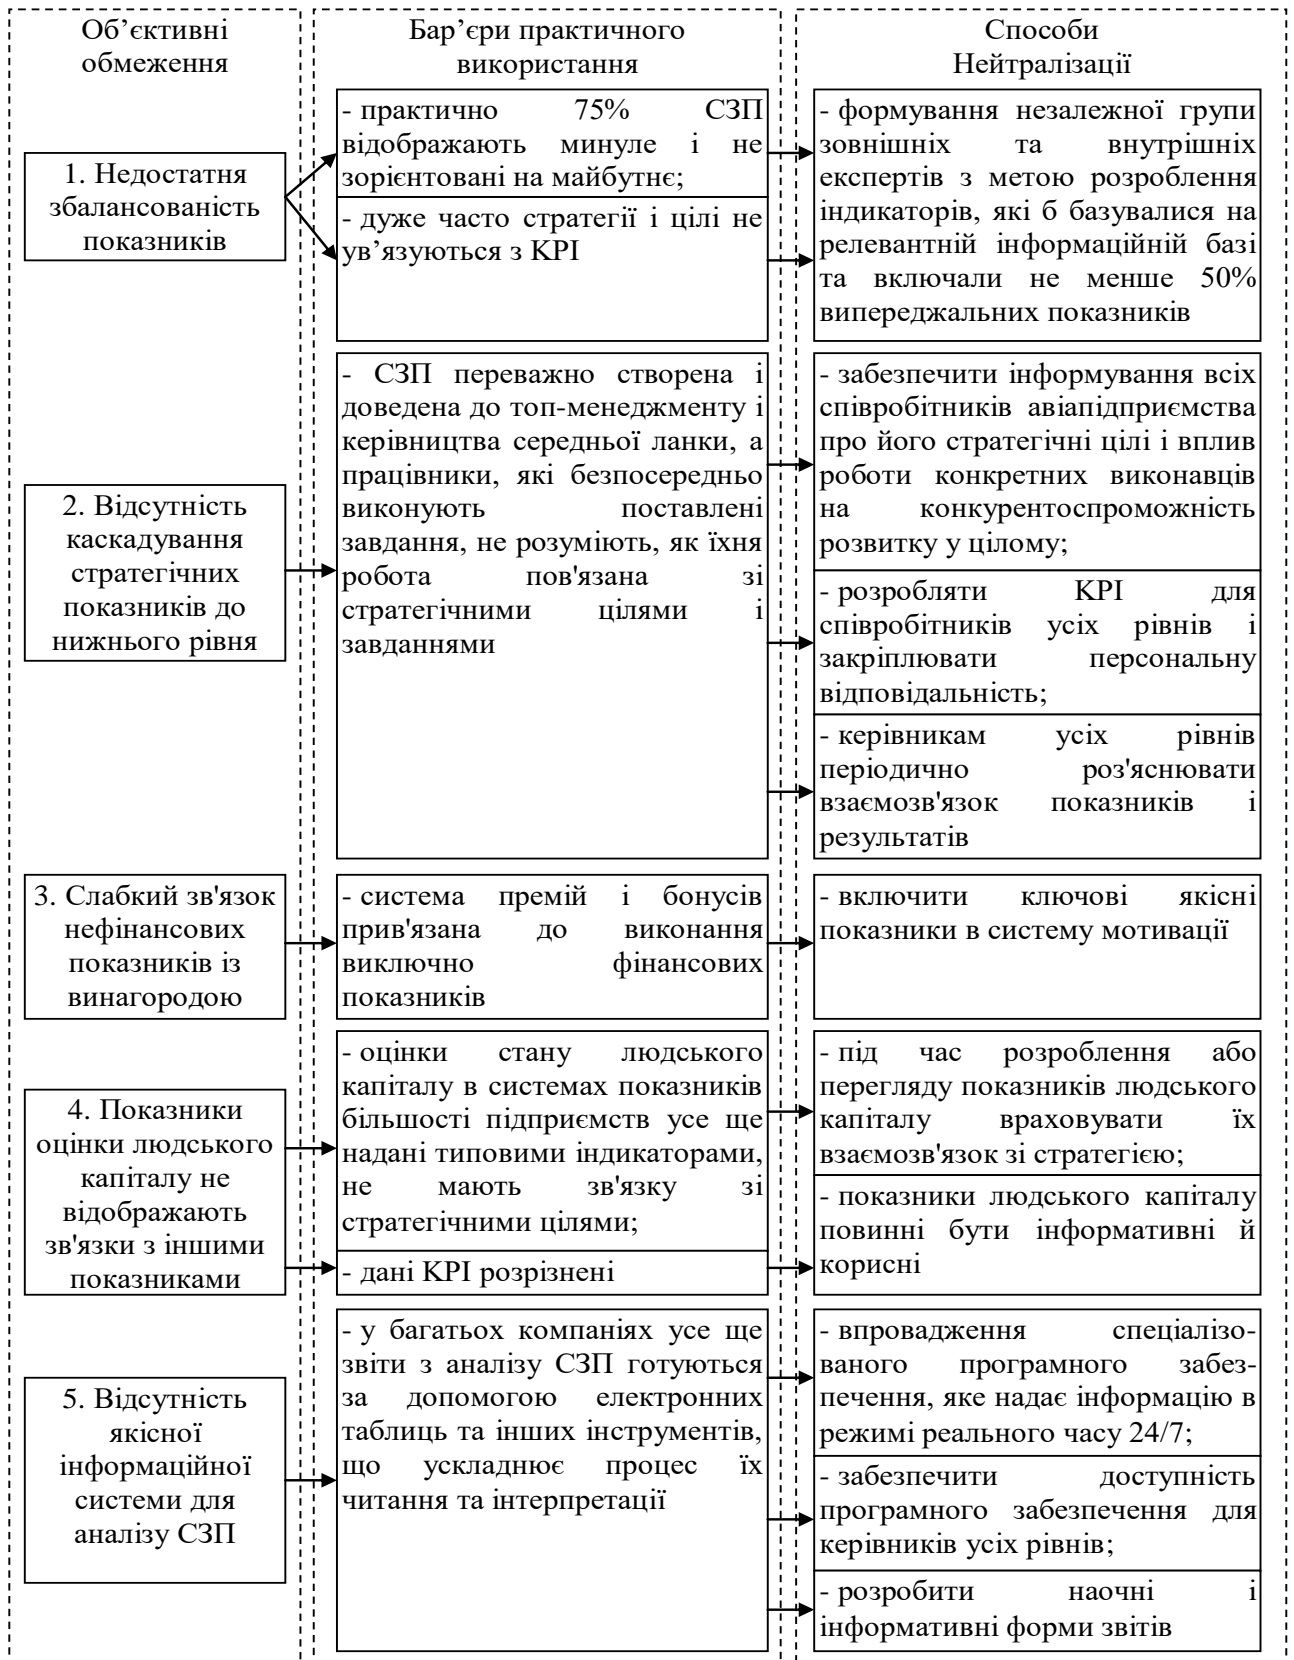 Об’єктивні
обмеження
Бар’єри практичного
використання
Способи
Нейтралізації
1. Недостатня
збалансованість
показників
- практично 75% СЗП
відображають минуле і не
зорієнтовані на майбутнє;
- дуже часто стратегії і цілі не
ув’язуються з KPI
- формування незалежної групи
зовнішніх та внутрішніх
експертів з метою розроблення
індикаторів, які б базувалися на
релевантній інформаційній базі
та включали не менше 50%
випереджальних показників
2. Відсутність
каскадування
стратегічних
показників до
нижнього рівня
- СЗП переважно створена і
доведена до топ-менеджменту і
керівництва середньої ланки, а
працівники, які безпосередньо
виконують поставлені
завдання, не розуміють, як їхня
робота пов'язана зі
стратегічними цілями і
завданнями
- забезпечити інформування всіх
співробітників авіапідприємства
про його стратегічні цілі і вплив
роботи конкретних виконавців
на конкурентоспроможність
розвитку у цілому;
- розробляти KPI для
співробітників усіх рівнів і
закріплювати персональну
відповідальність;
- керівникам усіх рівнів
періодично роз'яснювати
взаємозв'язок показників і
результатів
3. Слабкий зв'язок
нефінансових
показників із
винагородою
- система премій і бонусів
прив'язана до виконання
виключно фінансових
показників
- включити ключові якісні
показники в систему мотивації
4. Показники
оцінки людського
капіталу не
відображають
зв'язки з іншими
показниками
- оцінки стану людського
капіталу в системах показників
більшості підприємств усе ще
надані типовими індикаторами,
не мають зв'язку зі
стратегічними цілями;
- дані KPI розрізнені
- під час розроблення або
перегляду показників людського
капіталу враховувати їх
взаємозв'язок зі стратегією;
- показники людського капіталу
повинні бути інформативні й
корисні
5. Відсутність
якісної
інформаційної
системи для
аналізу СЗП
- у багатьох компаніях усе ще
звіти з аналізу СЗП готуються
за допомогою електронних
таблиць та інших інструментів,
що ускладнює процес їх
читання та інтерпретації
- впровадження спеціалізо-
ваного програмного забез-
печення, яке надає інформацію в
режимі реального часу 24/7;
- забезпечити доступність
програмного забезпечення для
керівників усіх рівнів;
- розробити наочні і
інформативні форми звітів